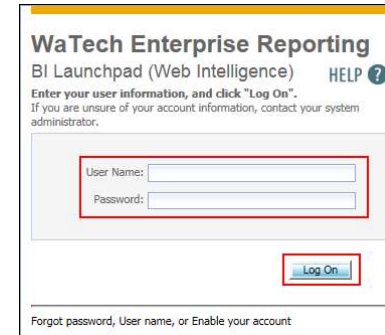 WaTech Enterprise Reporting
BI Launchpad (Web Intelligence) HELP ?
Enter your user information, and click "Log On".
If you are unsure of your account information, contact your system
administrator.
User Name:
Password:
Log On
Forgot password, User name, or Enable your account